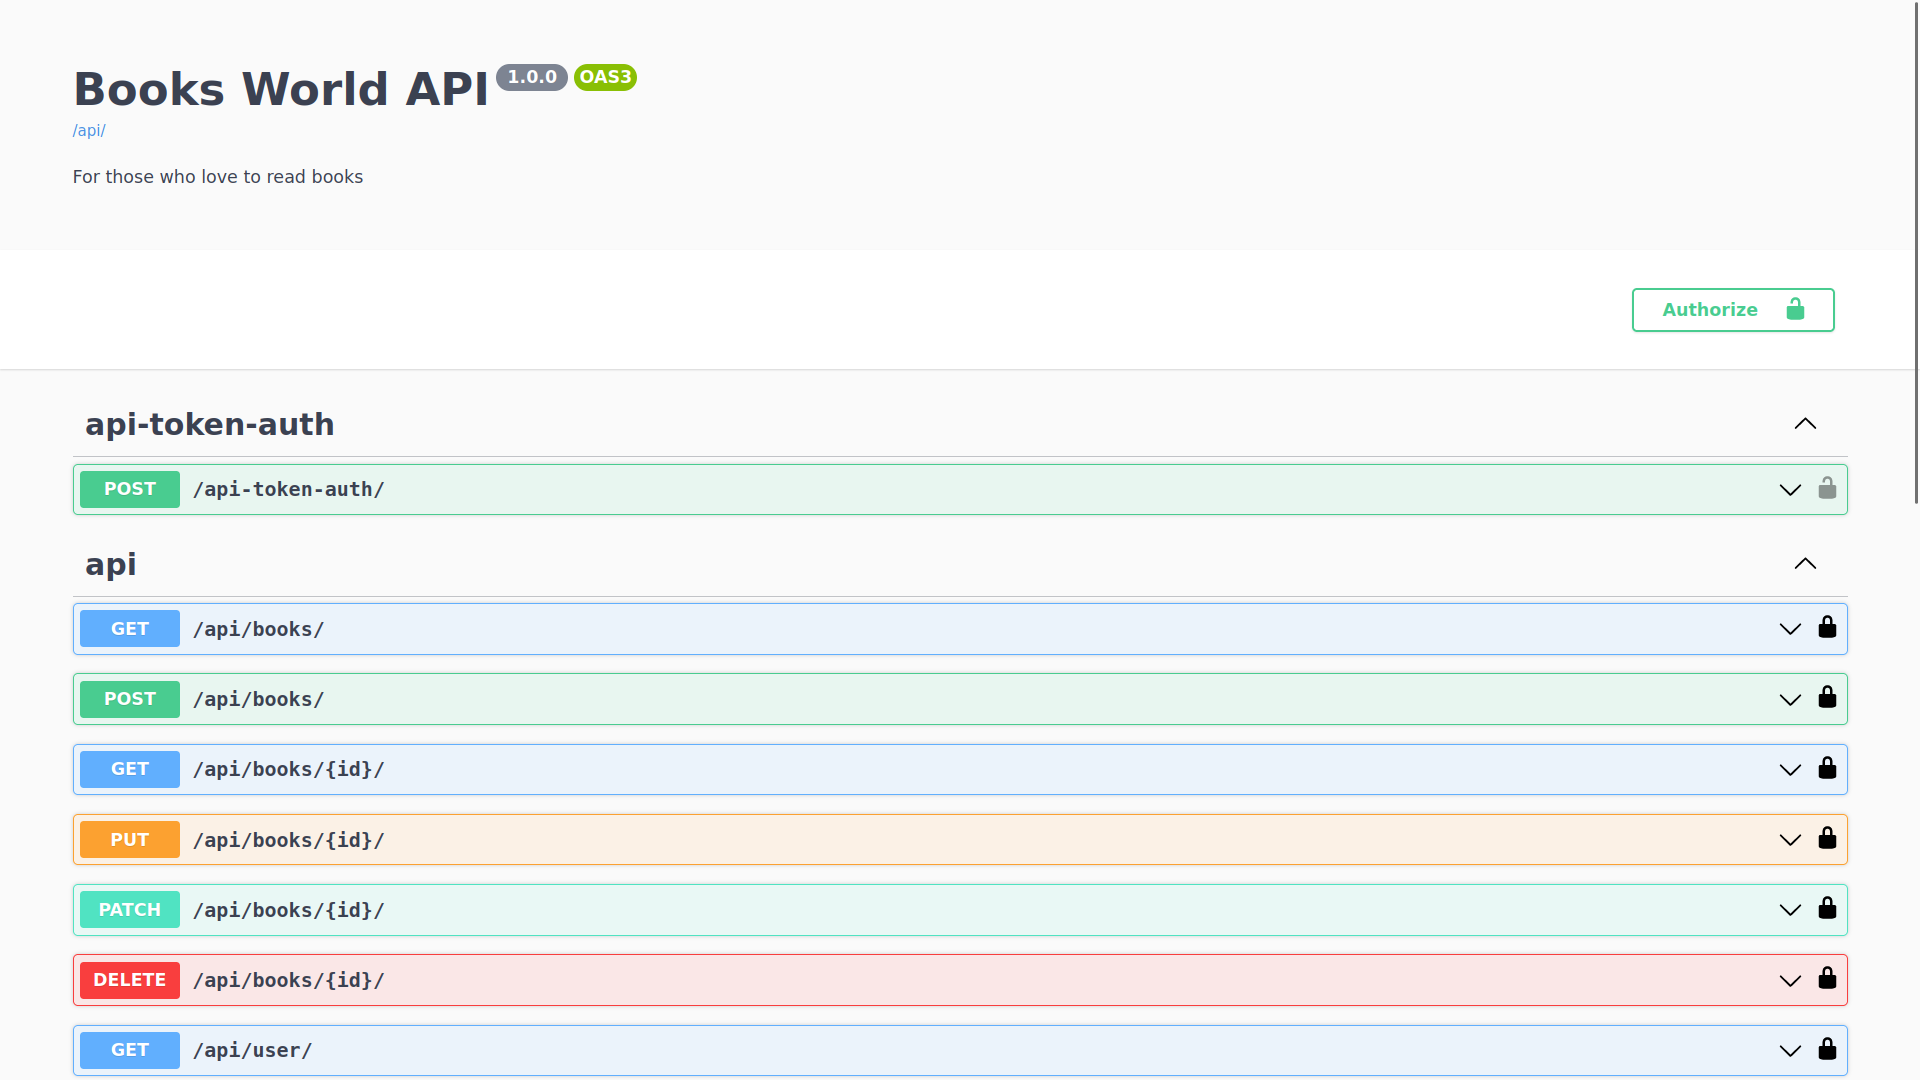 Books World API 1.0.0 OAS3
/api/
For those who love to read books
Authorize
api-token-auth
POST /api-token-auth/
api
GET /api/books/
POST /api/books/
GET /api/books/{id}/
PUT /api/books/{id}/
PATCH /api/books/{id}/
DELETE /api/books/{id}/
GET /api/user/